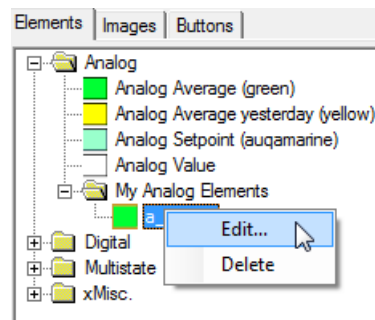 Elements Images Buttons
Analog
Analog Average (green)
Analog Average yesterday (yellow)
Analog Setpoint (auqamarine)
Analog Value
My Analog Elements
Edit...
Digital
Delete
Multistate
xMisc.